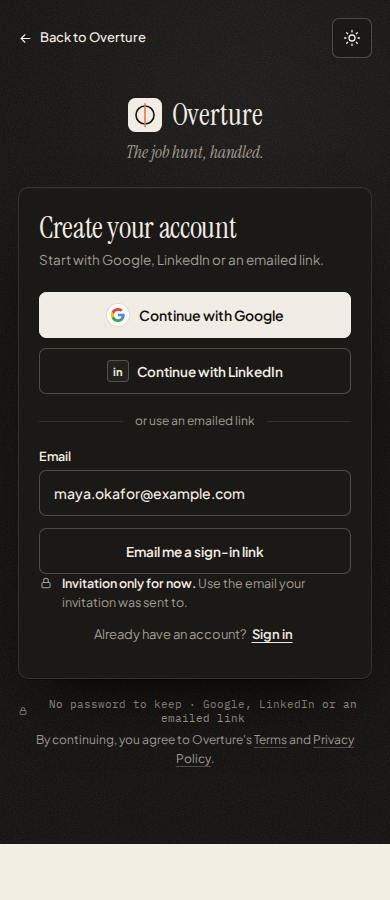 ← Back to Overture
Overture
The job hunt, handled.
Create your account
Start with Google, LinkedIn or an emailed link.
Continue with Google
in Continue with LinkedIn
or use an emailed link
Email
maya.okafor@example.com
Email me a sign-in link
Invitation only for now. Use the email your
invitation was sent to.
Already have an account? Sign in
No password to keep · Google, LinkedIn or an
emailed link
By continuing, you agree to Overture's Terms and Privacy
Policy.